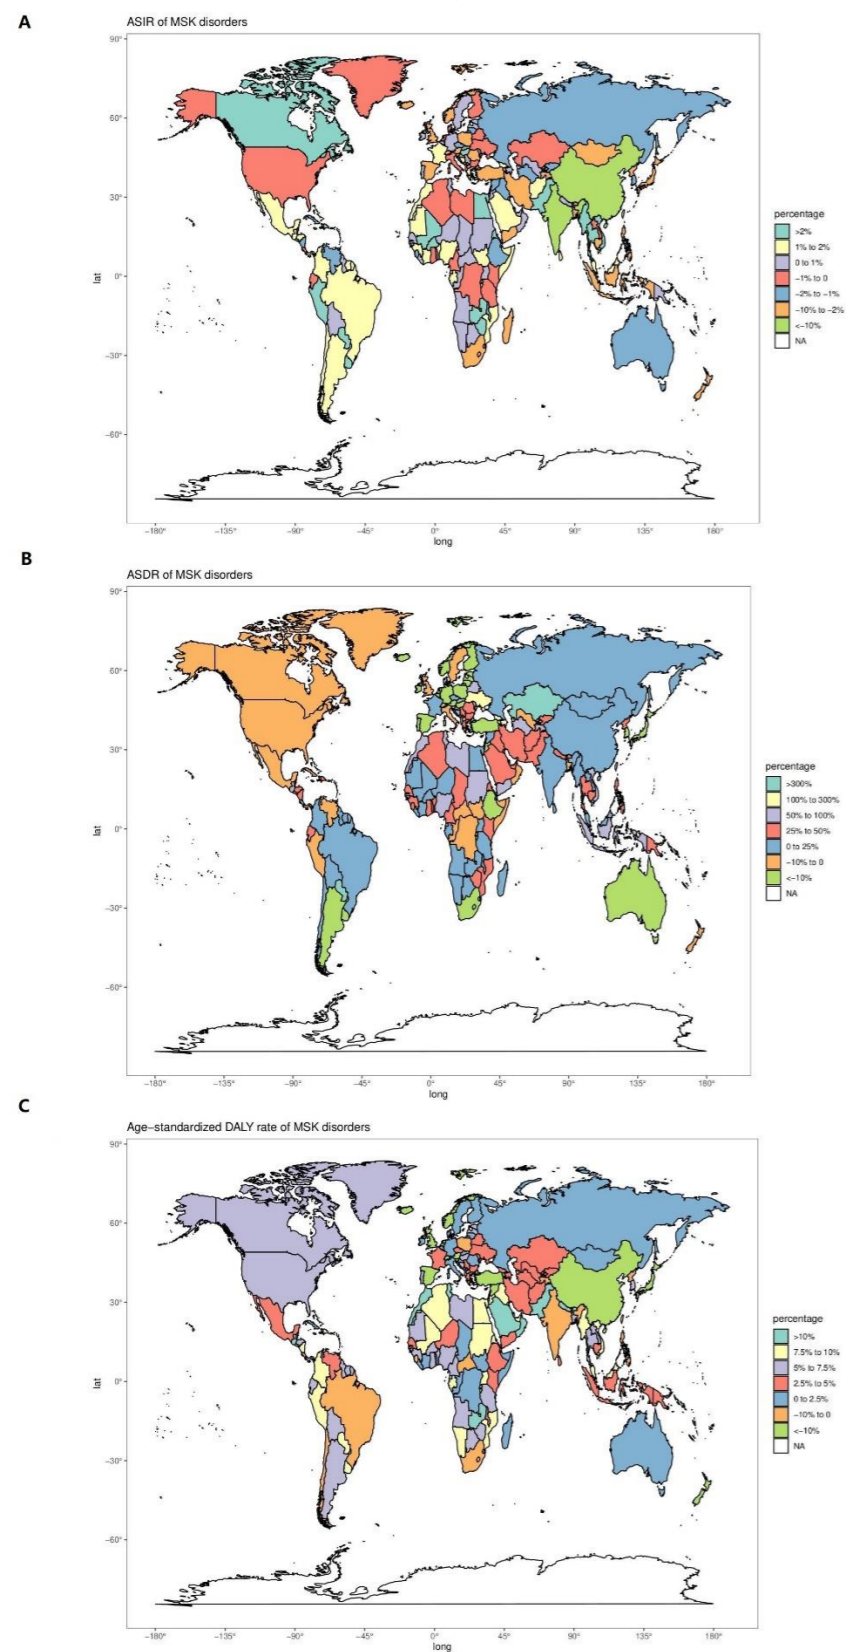 A
ASIR of MSK disorders
90°
60°
30°
0°
−30°
−60°
lat
−180° −135° −90° −45° 0° 45° 90° 135° 180°
long
percentage
>2%
1% to 2%
0 to 1%
−1% to 0
−2% to −1%
−10% to −2%
<−10%
NA
B
ASDR of MSK disorders
90°
60°
30°
0°
−30°
−60°
lat
−180° −135° −90° −45° 0° 45° 90° 135° 180°
long
percentage
>300%
100% to 300%
50% to 100%
25% to 50%
0 to 25%
−10% to 0
<−10%
NA
C
Age−standardized DALY rate of MSK disorders
90°
60°
30°
0°
−30°
−60°
lat
−180° −135° −90° −45° 0° 45° 90° 135° 180°
long
percentage
>10%
7.5% to 10%
5% to 7.5%
2.5% to 5%
0 to 2.5%
−10% to 0
<−10%
NA